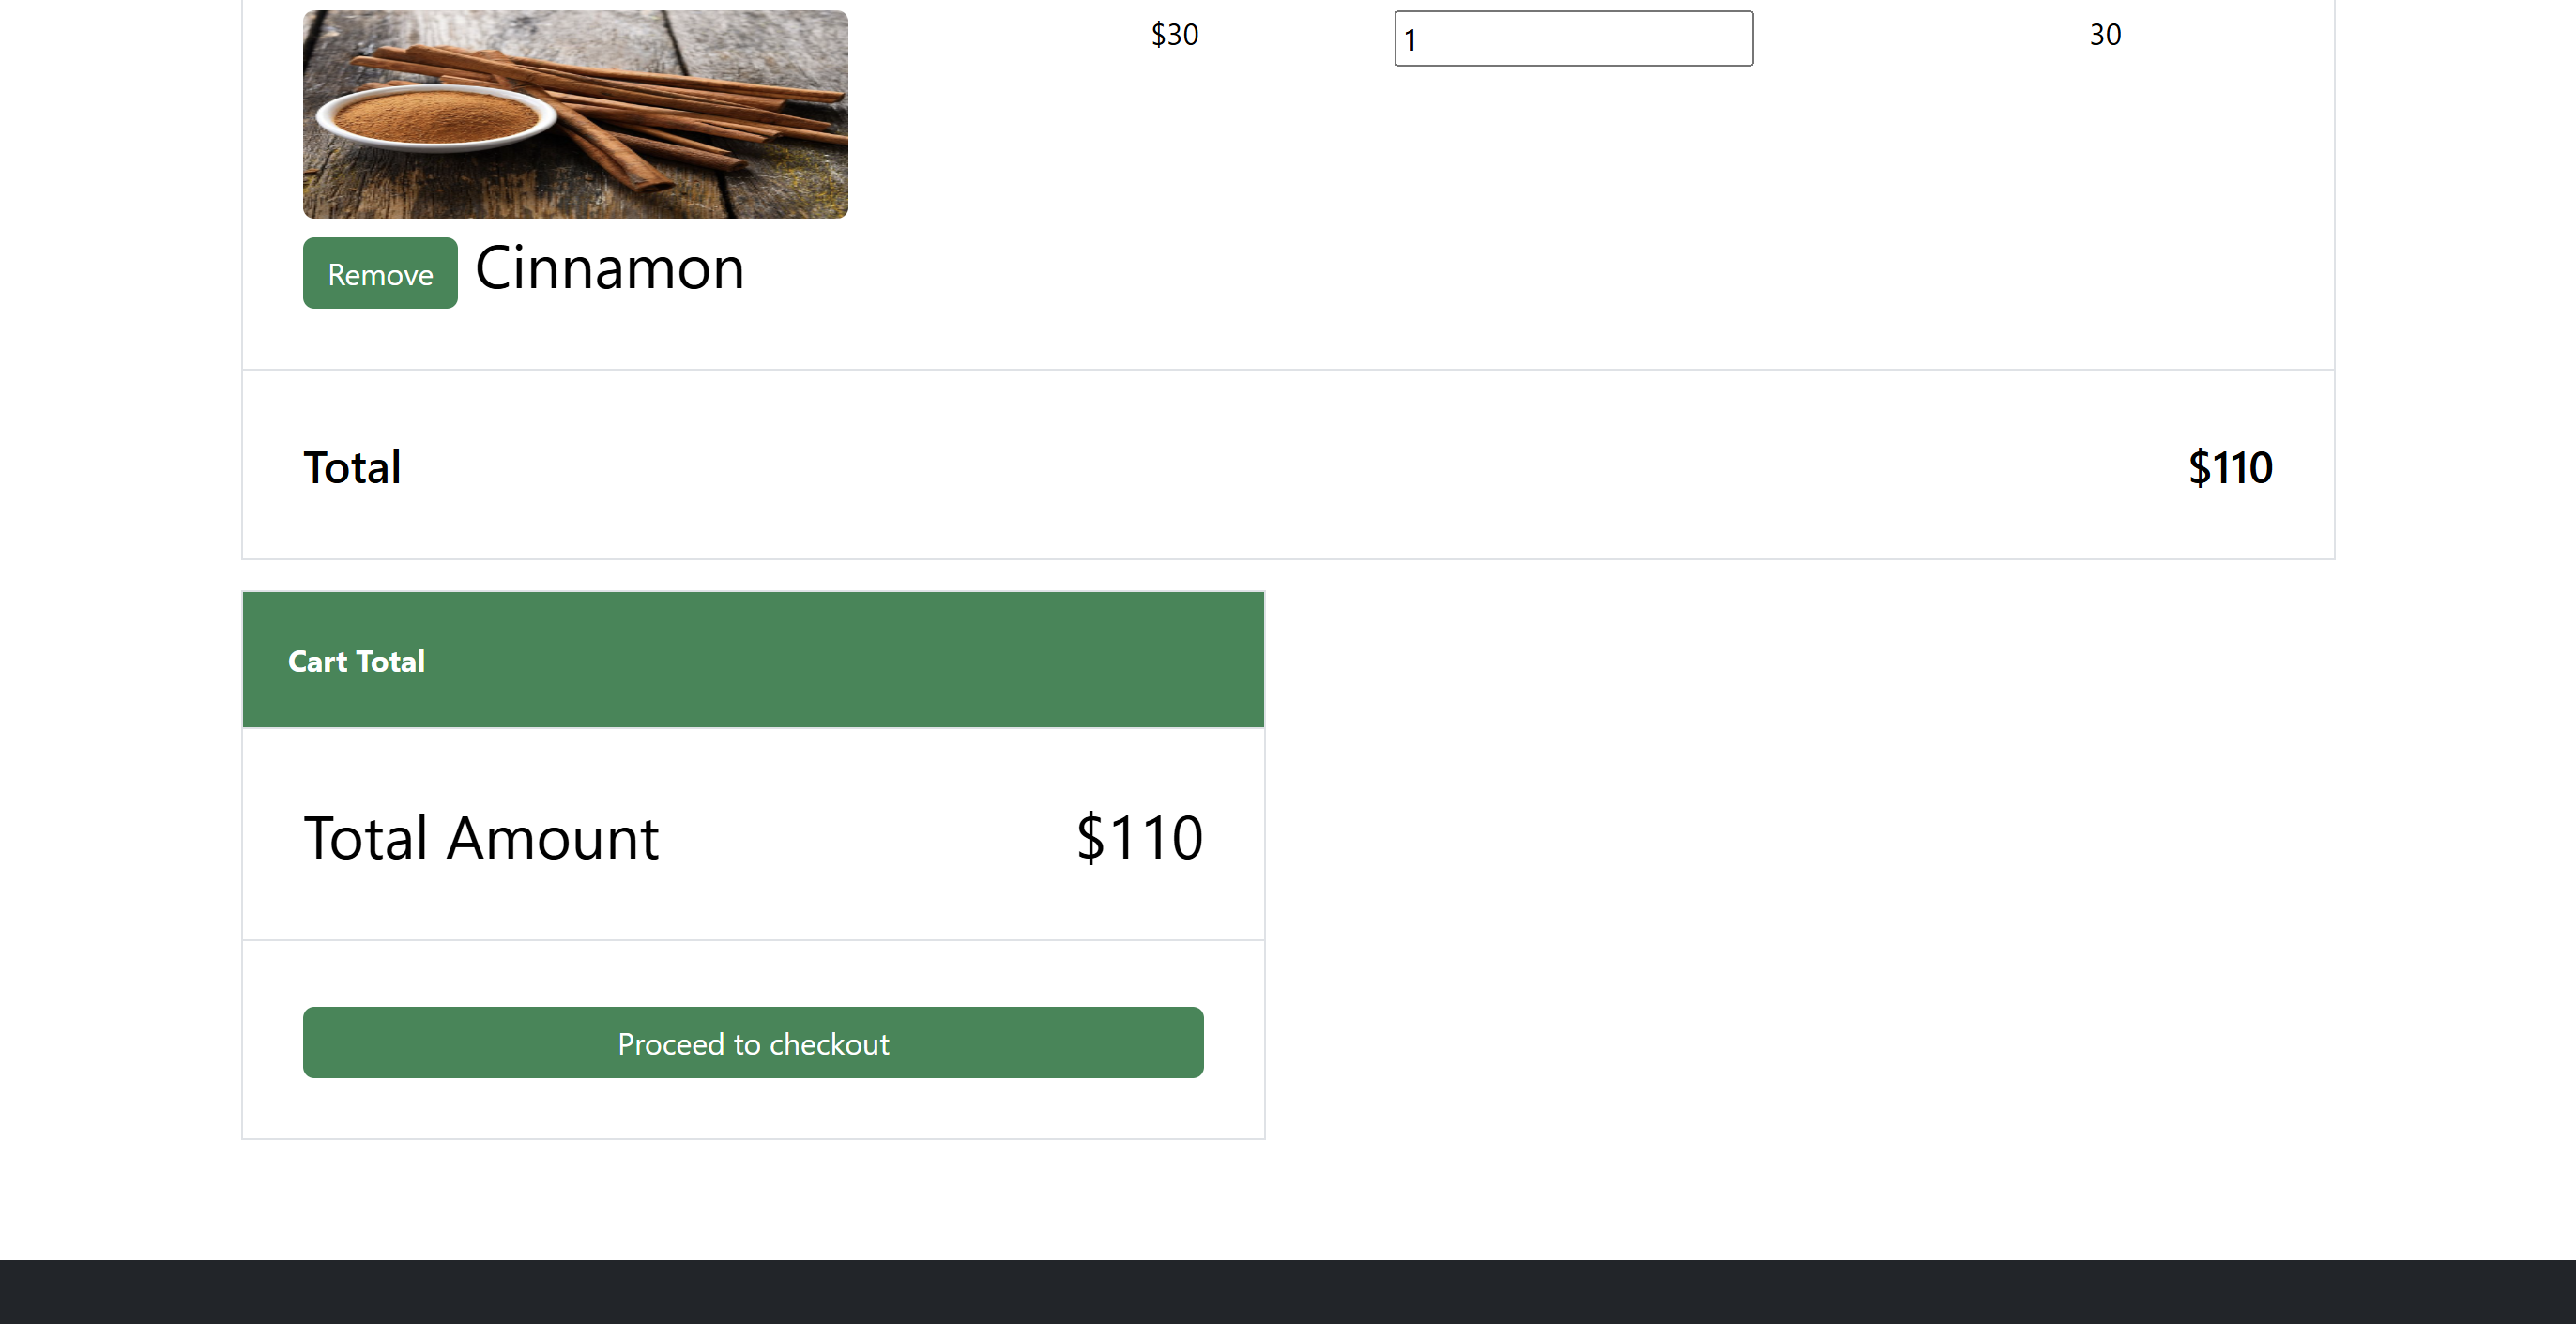 $30 1 30
Remove Cinnamon
Total $110
Cart Total
Total Amount $110
Proceed to checkout